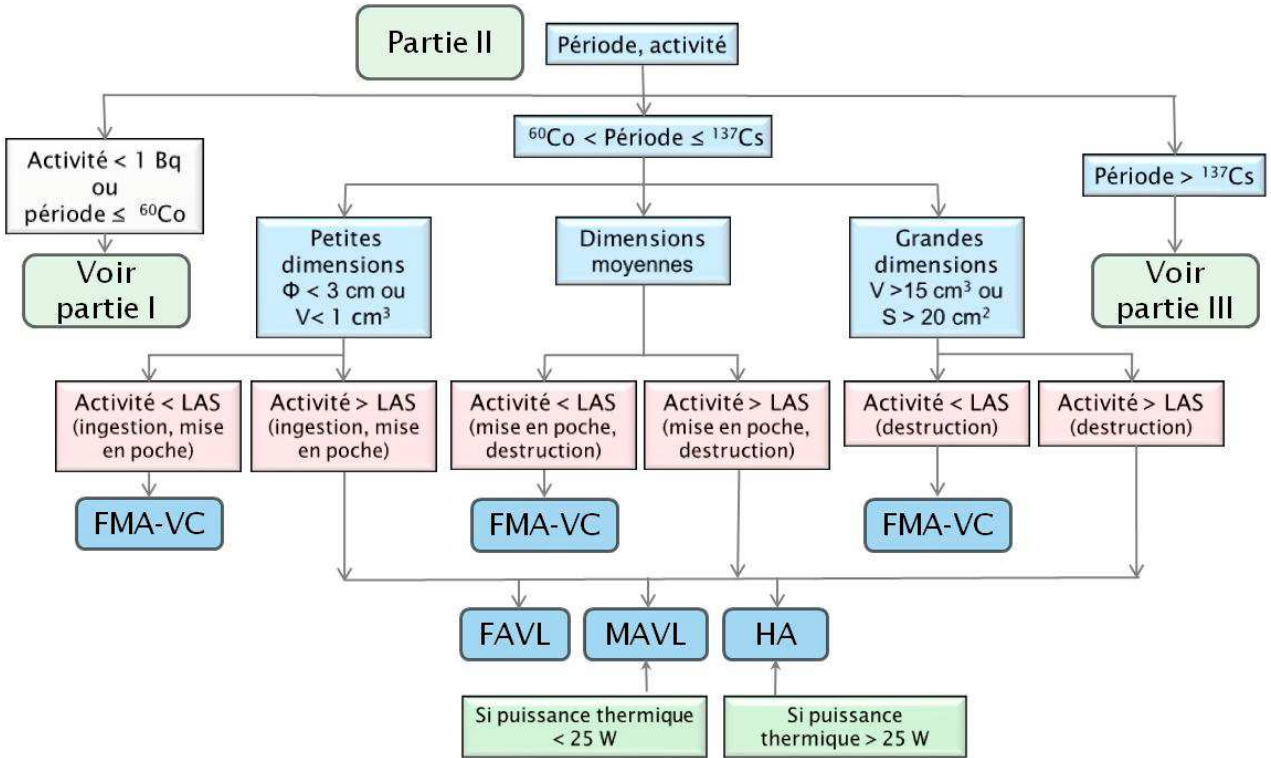 Partie II
Période, activité
Activité < 1 Bq
ou
période ≤ ⁶⁰Co
⁶⁰Co < Période ≤ ¹³⁷Cs
Période > ¹³⁷Cs
Voir
partie I
Petites
dimensions
Φ < 3 cm ou
V< 1 cm³
Dimensions
moyennes
Grandes
dimensions
V >15 cm³ ou
S > 20 cm²
Voir
partie III
Activité < LAS
(ingestion, mise
en poche)
Activité > LAS
(ingestion, mise
en poche)
Activité < LAS
(mise en poche,
destruction)
Activité > LAS
(mise en poche,
destruction)
Activité < LAS
(destruction)
Activité > LAS
(destruction)
FMA-VC
FMA-VC
FMA-VC
FAVL
MAVL
HA
Si puissance thermique
< 25 W
Si puissance
thermique > 25 W